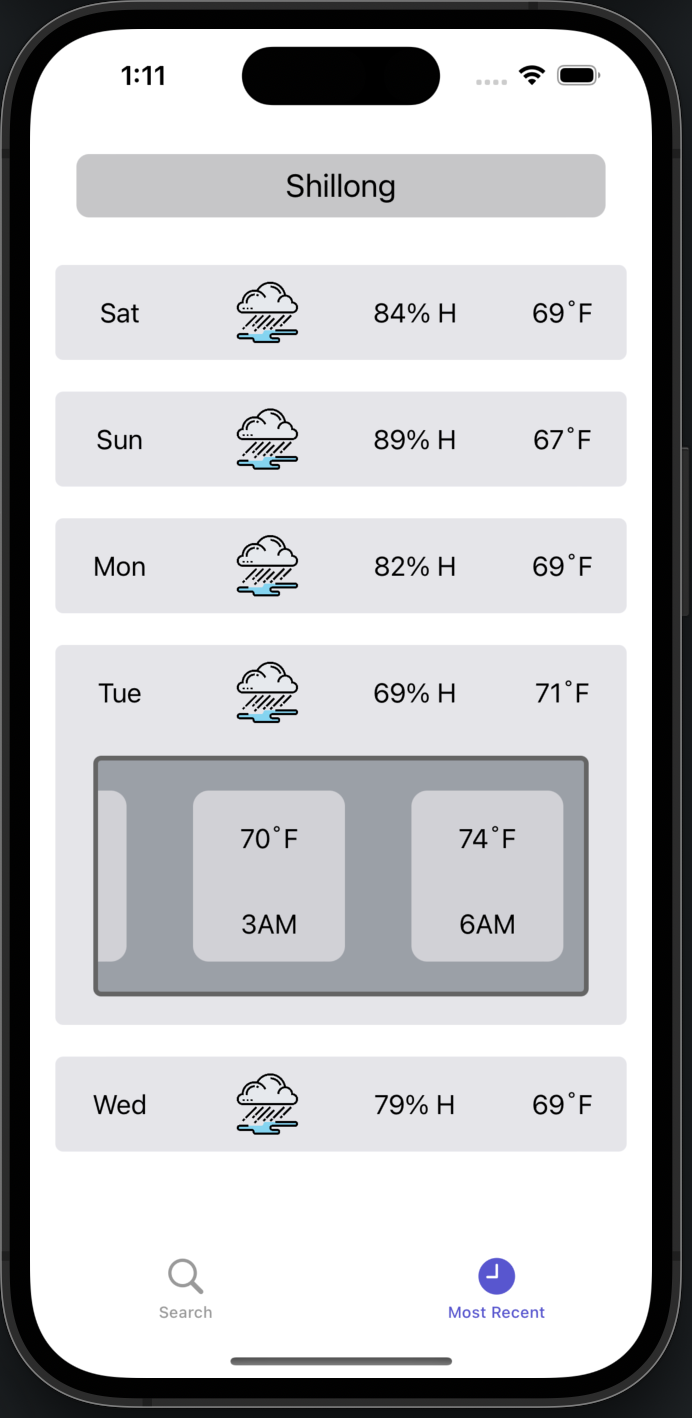 1:11
Shillong
Sat 84% H 69°F
Sun 89% H 67°F
Mon 82% H 69°F
Tue 69% H 71°F
70°F 74°F
3AM 6AM
Wed 79% H 69°F
Search Most Recent